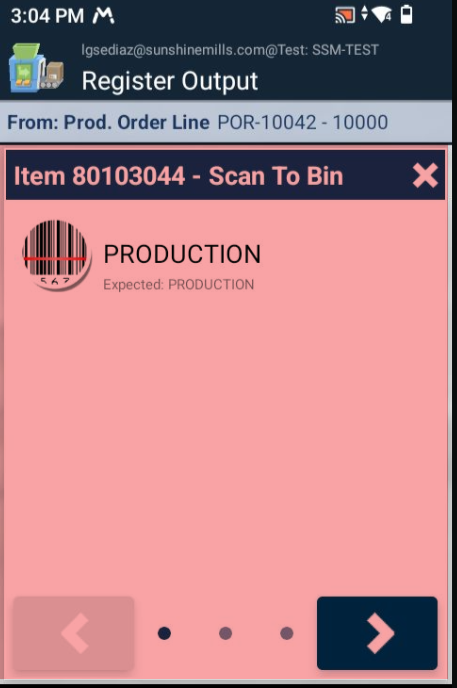 3:04 PM
lgsediaz@sunshinemills.com@Test: SSM-TEST
Register Output
From: Prod. Order Line POR-10042 - 10000
Item 80103044 - Scan To Bin
PRODUCTION
567
Expected: PRODUCTION